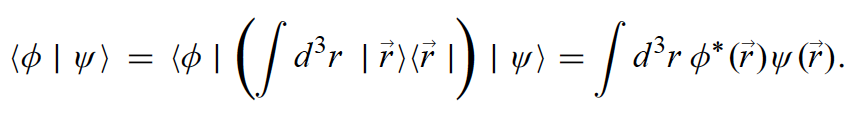 ⟨ϕ | ψ⟩ = ⟨ϕ | (∫ d³r | r⃗⟩⟨r⃗ |) | ψ⟩ = ∫ d³r ϕ*(r⃗)ψ(r⃗).